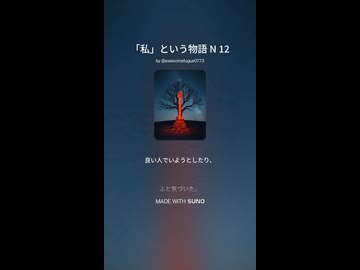 「私」という物語 N 12
by @awesomefugue0773
良い人でいようとしたり、
ふと気づいた。
MADE WITH SUNO